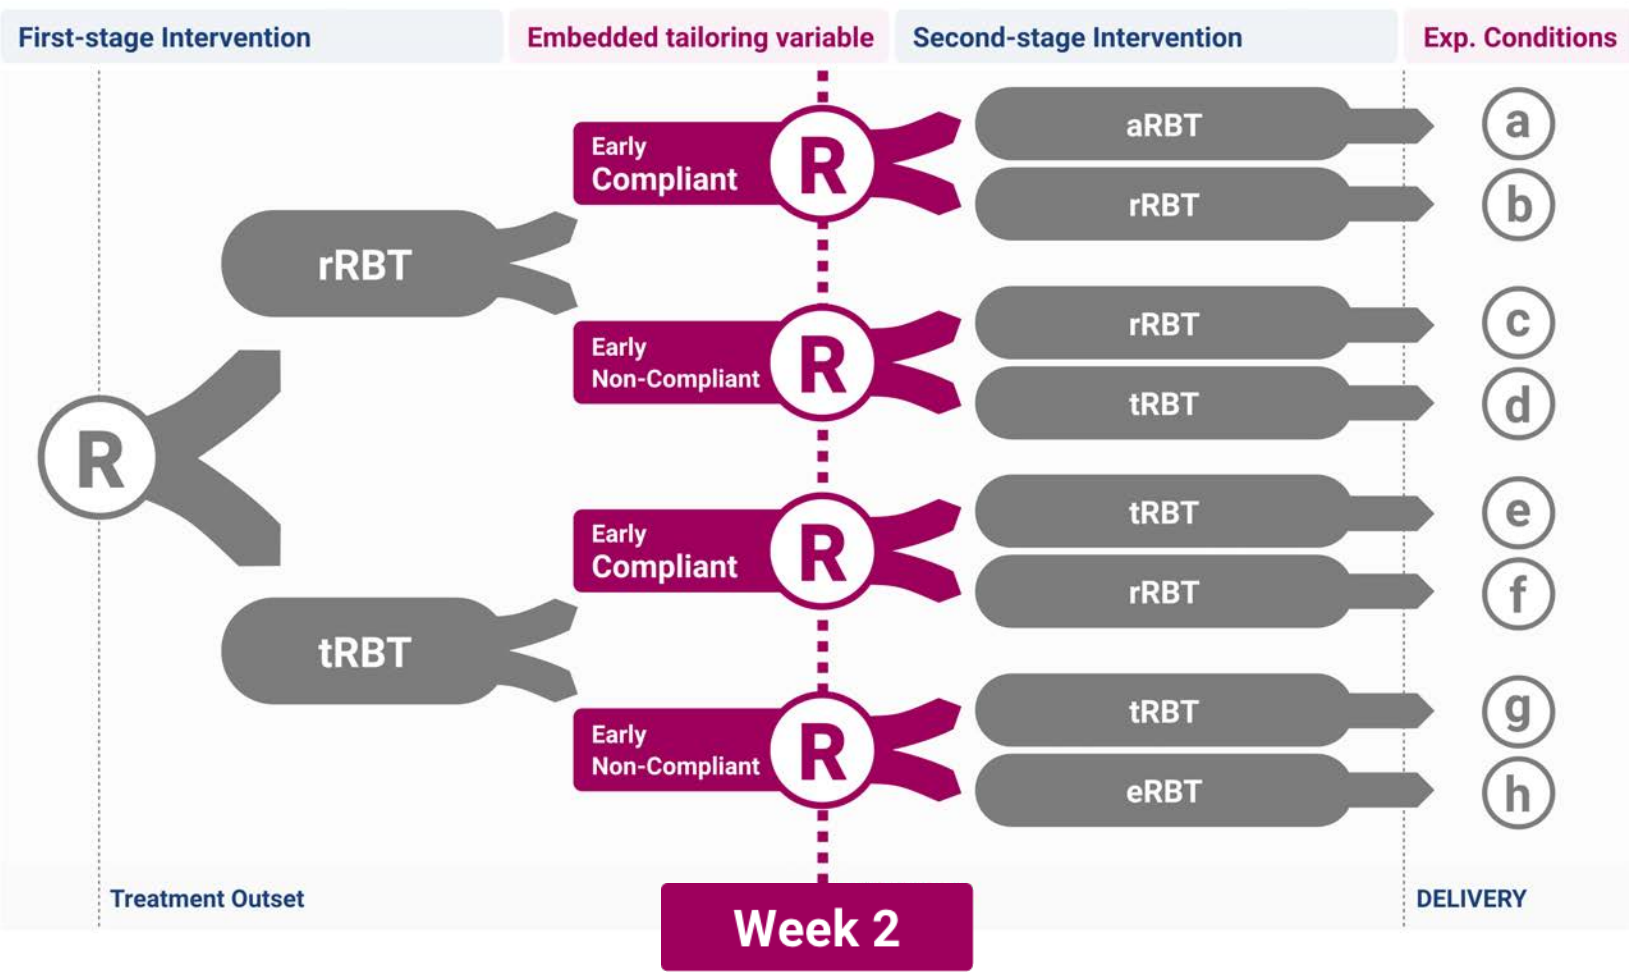 First-stage Intervention
Embedded tailoring variable
Second-stage Intervention
Exp. Conditions
R
rRBT
tRBT
Early
Compliant
R
aRBT
a
rRBT
b
Early
Non-Compliant
R
rRBT
c
tRBT
d
Early
Compliant
R
tRBT
e
rRBT
f
Early
Non-Compliant
R
tRBT
g
eRBT
h
Treatment Outset
Week 2
DELIVERY